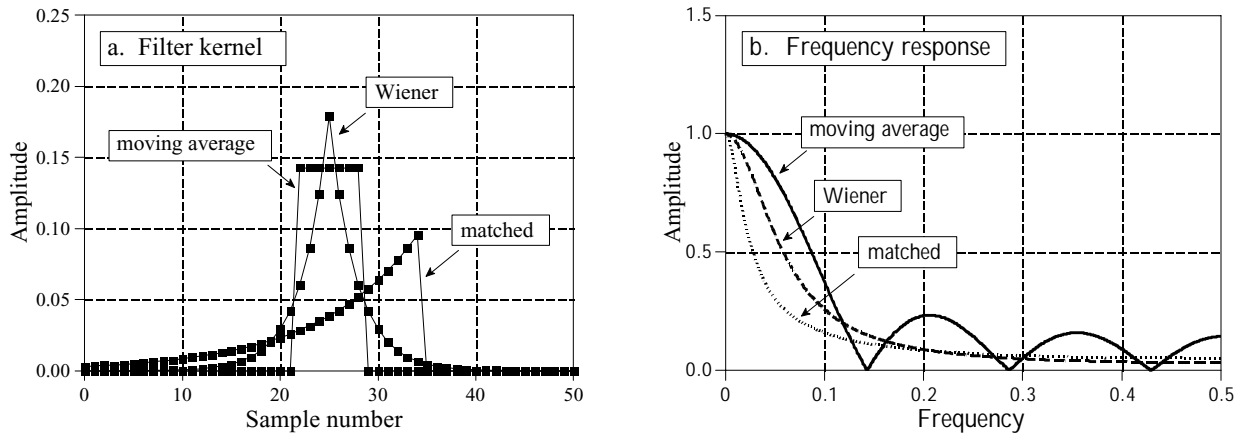 a. Filter kernel
Wiener
moving average
matched
0.25
0.20
0.15
0.10
0.05
0.00
Amplitude
0
10
20
30
40
50
Sample number
b. Frequency response
moving average
Wiener
matched
1.5
1.0
0.5
0.0
Amplitude
0
0.1
0.2
0.3
0.4
0.5
Frequency